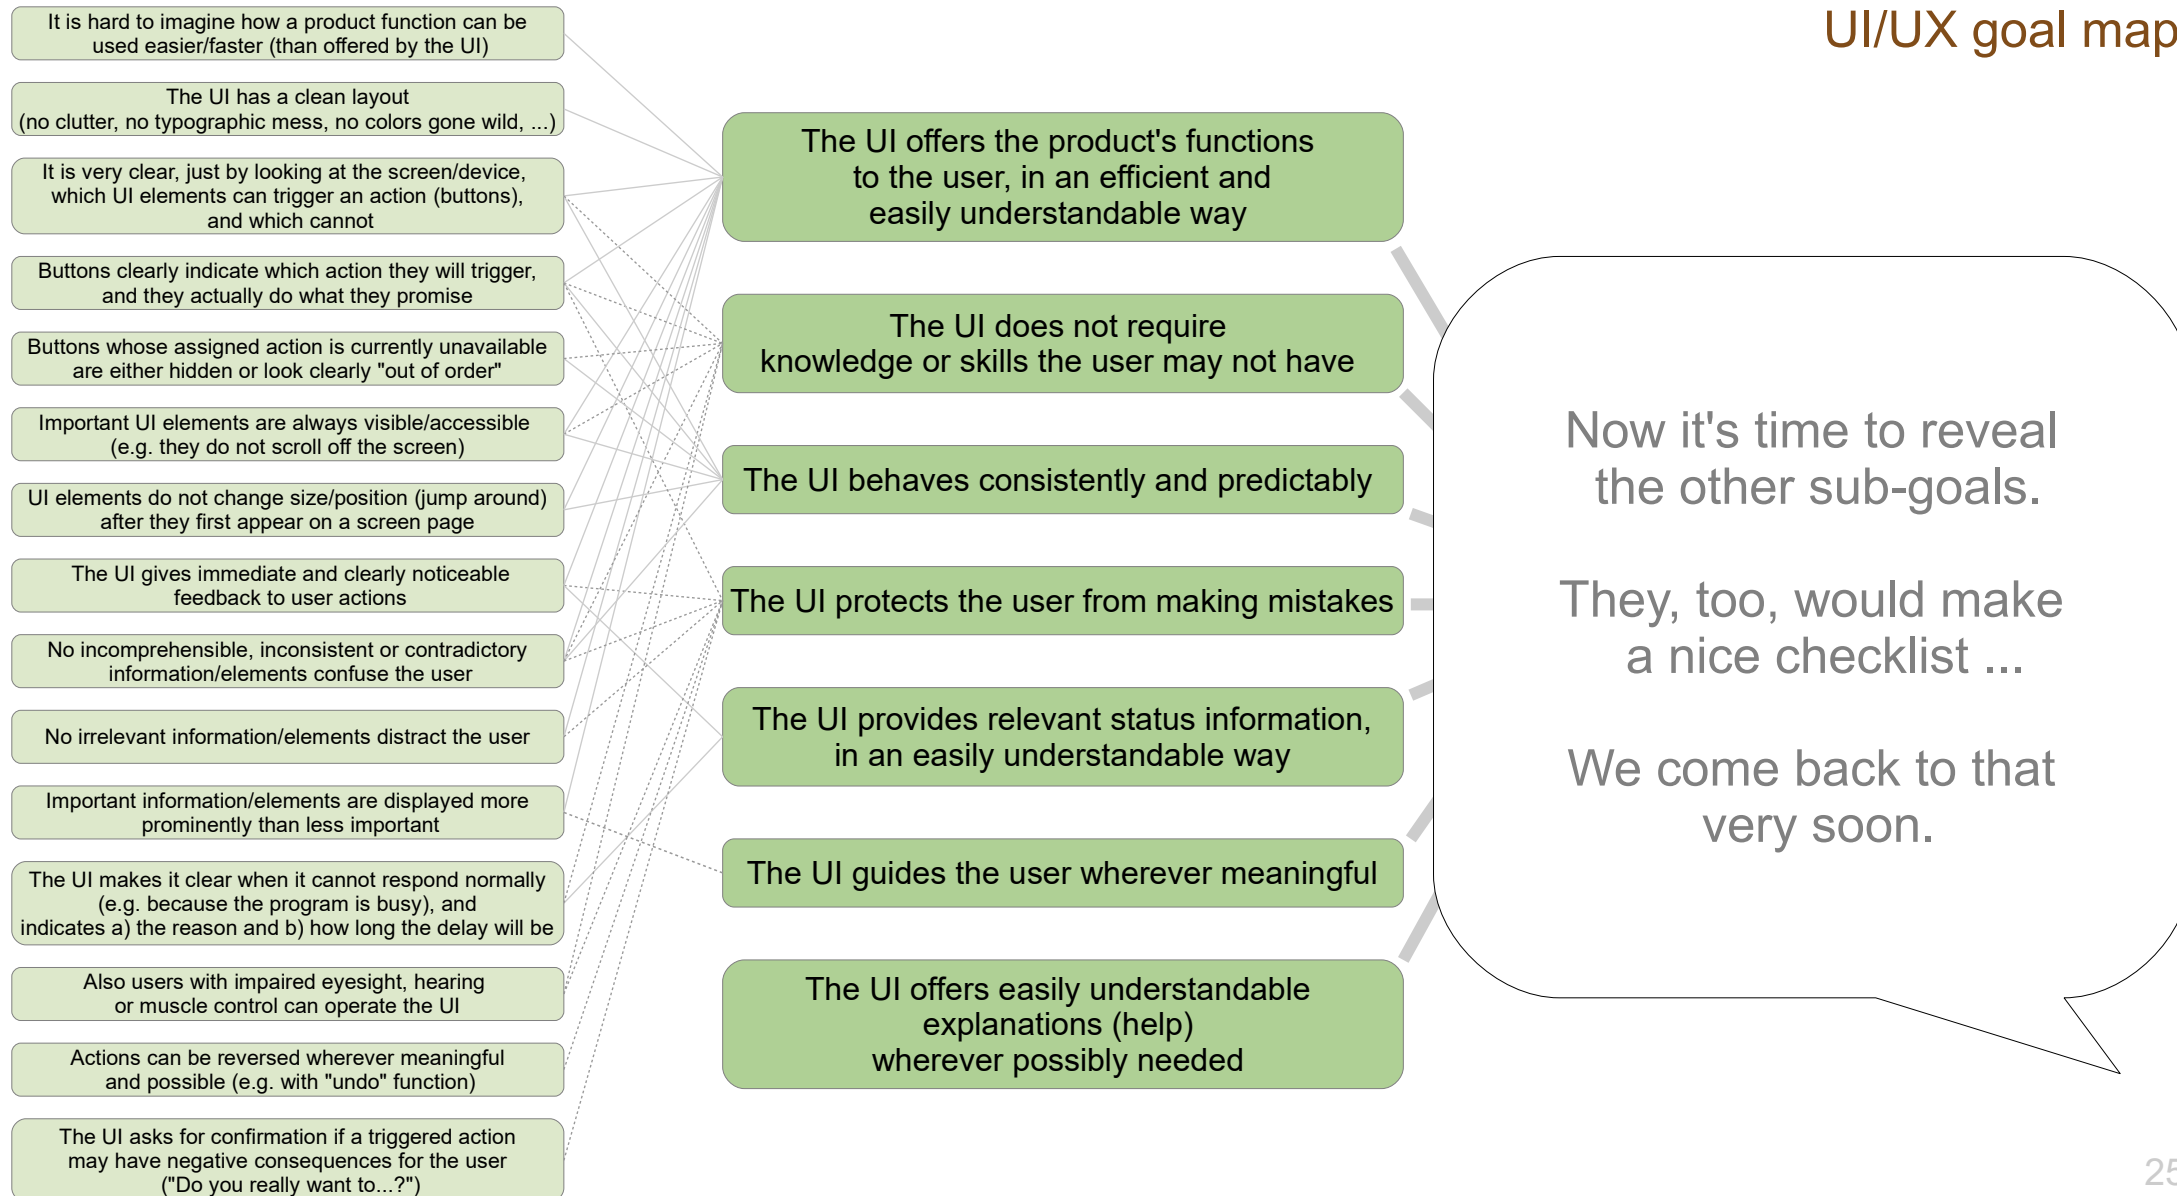 UI/UX goal map
It is hard to imagine how a product function can be
used easier/faster (than offered by the UI)
The UI has a clean layout
(no clutter, no typographic mess, no colors gone wild, ...)
It is very clear, just by looking at the screen/device,
which UI elements can trigger an action (buttons),
and which cannot
Buttons clearly indicate which action they will trigger,
and they actually do what they promise
Buttons whose assigned action is currently unavailable
are either hidden or look clearly "out of order"
Important UI elements are always visible/accessible
(e.g. they do not scroll off the screen)
UI elements do not change size/position (jump around)
after they first appear on a screen page
The UI gives immediate and clearly noticeable
feedback to user actions
No incomprehensible, inconsistent or contradictory
information/elements confuse the user
No irrelevant information/elements distract the user
Important information/elements are displayed more
prominently than less important
The UI makes it clear when it cannot respond normally
(e.g. because the program is busy), and
indicates a) the reason and b) how long the delay will be
Also users with impaired eyesight, hearing
or muscle control can operate the UI
Actions can be reversed wherever meaningful
and possible (e.g. with "undo" function)
The UI asks for confirmation if a triggered action
may have negative consequences for the user
("Do you really want to...?")
The UI offers the product's functions
to the user, in an efficient and
easily understandable way
The UI does not require
knowledge or skills the user may not have
The UI behaves consistently and predictably
The UI protects the user from making mistakes
The UI provides relevant status information,
in an easily understandable way
The UI guides the user wherever meaningful
The UI offers easily understandable
explanations (help)
wherever possibly needed
Now it's time to reveal
the other sub-goals.
They, too, would make
a nice checklist ...
We come back to that
very soon.
25